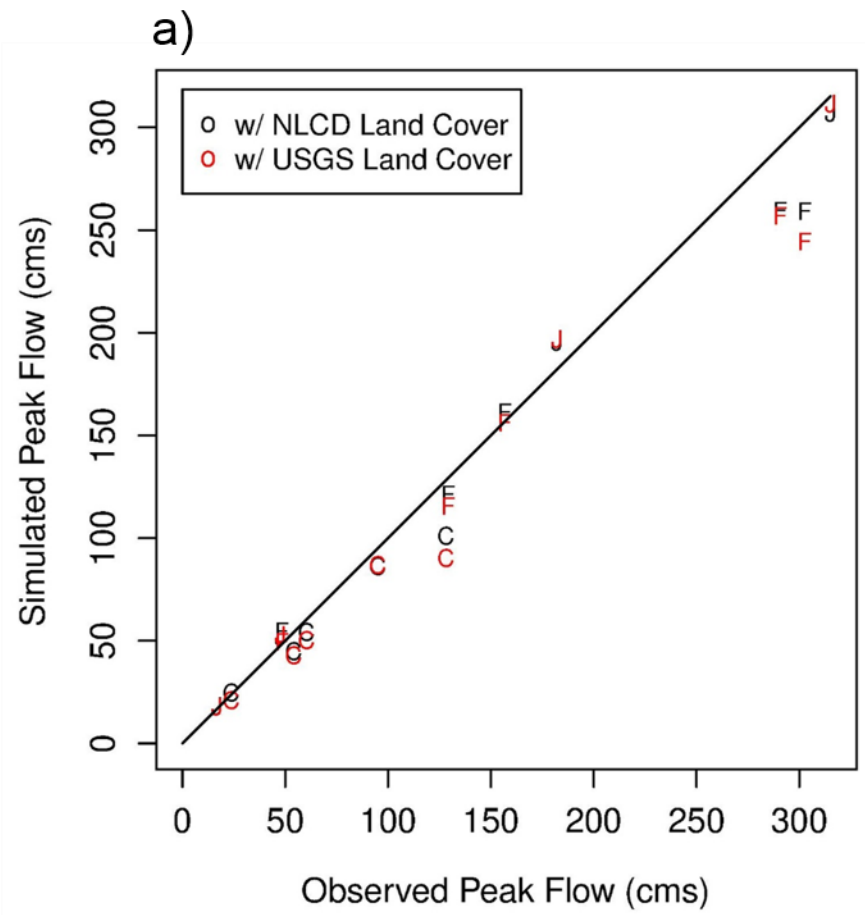 a)
o w/ NLCD Land Cover
o w/ USGS Land Cover
Simulated Peak Flow (cms)
300
250
200
150
100
50
0
J
J
F
F
F
F
J
J
F
F
F
F
C
C
C
C
F
F
J
C
C
C
C
C
C
J
0 50 100 150 200 250 300
Observed Peak Flow (cms)